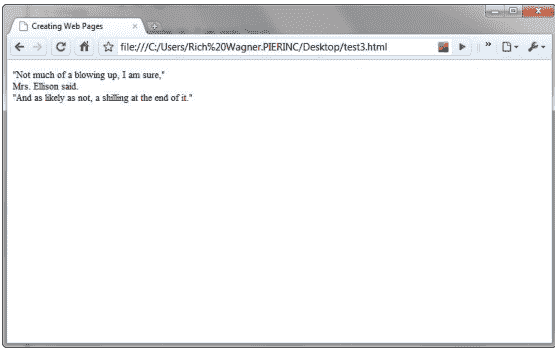 Creating Web Pages
file:///C:/Users/Rich%20Wagner.PIERINC/Desktop/test3.html
"Not much of a blowing up, I am sure,"
Mrs. Ellison said.
"And as likely as not, a shilling at the end of it."